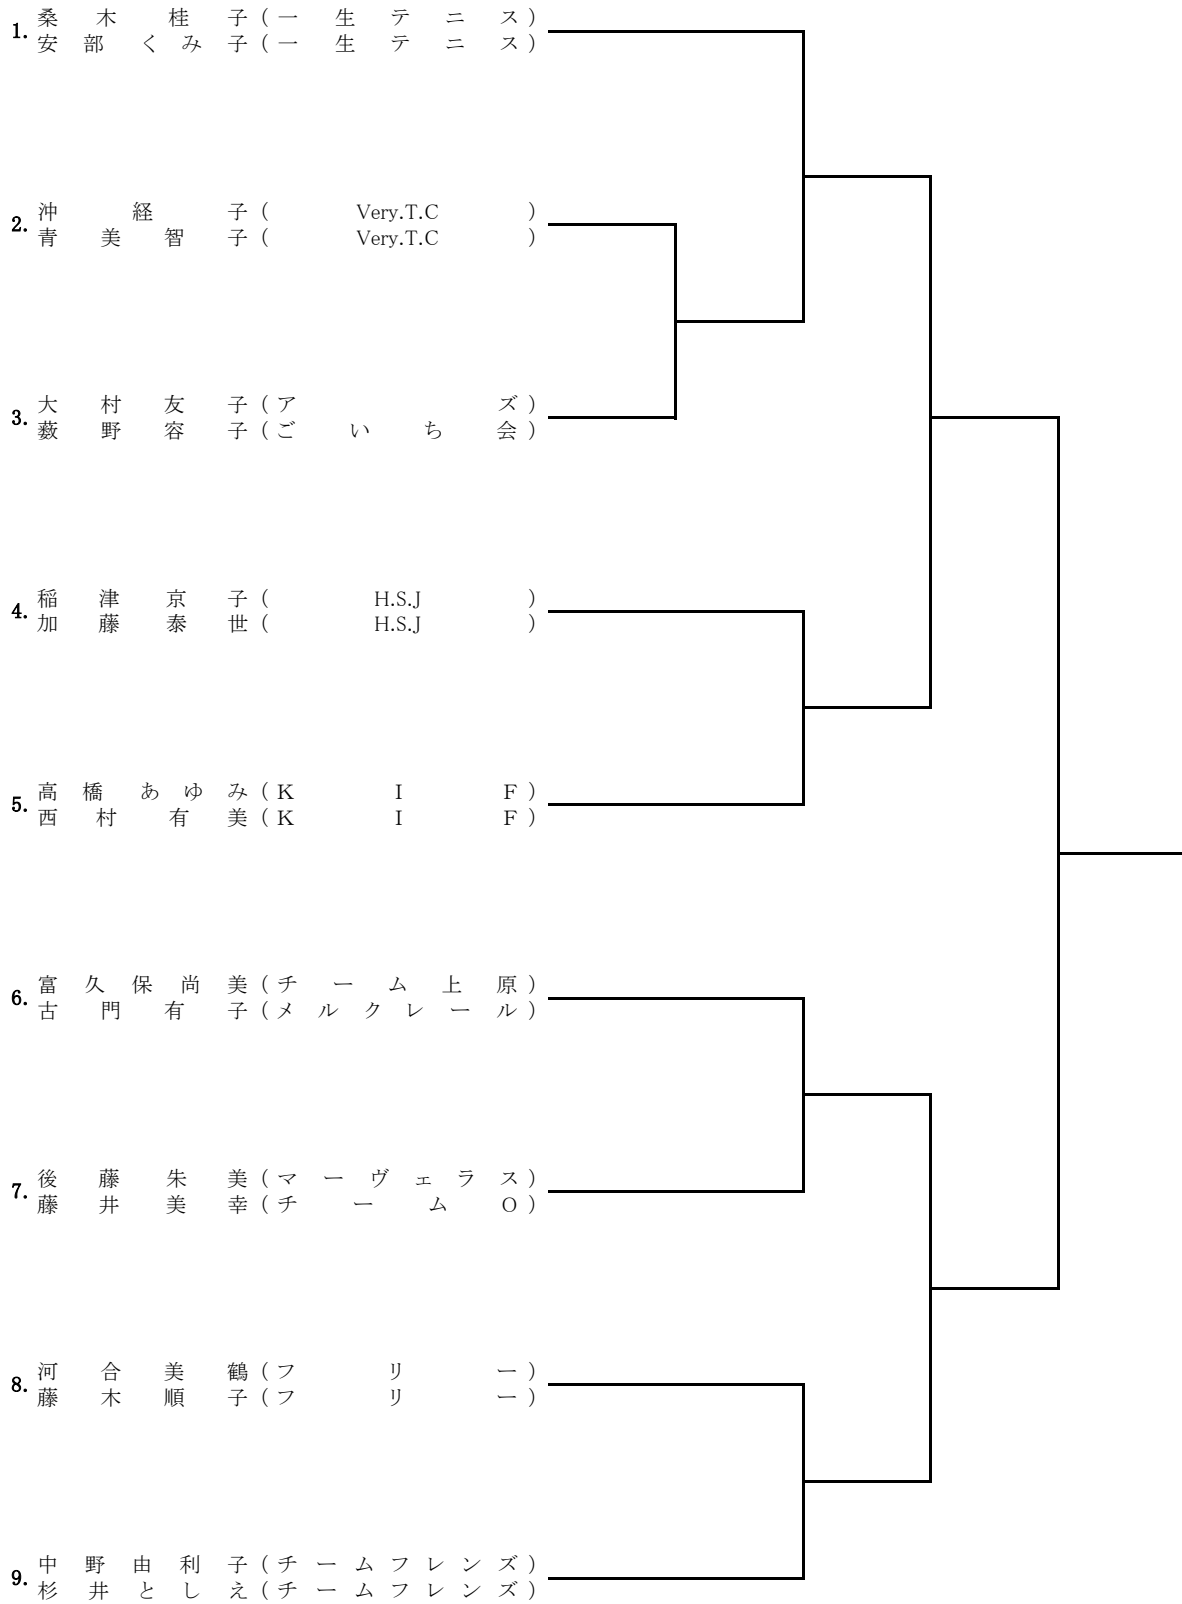 1. 桑木桂子(一生テニス)
安部くみ子(一生テニス)
2. 沖経子(Very.T.C)
青美智子(Very.T.C)
3. 大村友子(アズ)
薮野容子(ごいち会)
4. 稲津京子(H.S.J)
加藤泰世(H.S.J)
5. 高橋あゆみ(KIF)
西村有美(KIF)
6. 富久保尚美(チーム上原)
古門有子(メルクレール)
7. 後藤朱美(マーヴェラス)
藤井美幸(チームO)
8. 河合美鶴(フリー)
藤木順子(フリー)
9. 中野由利子(チームフレンズ)
杉井としえ(チームフレンズ)